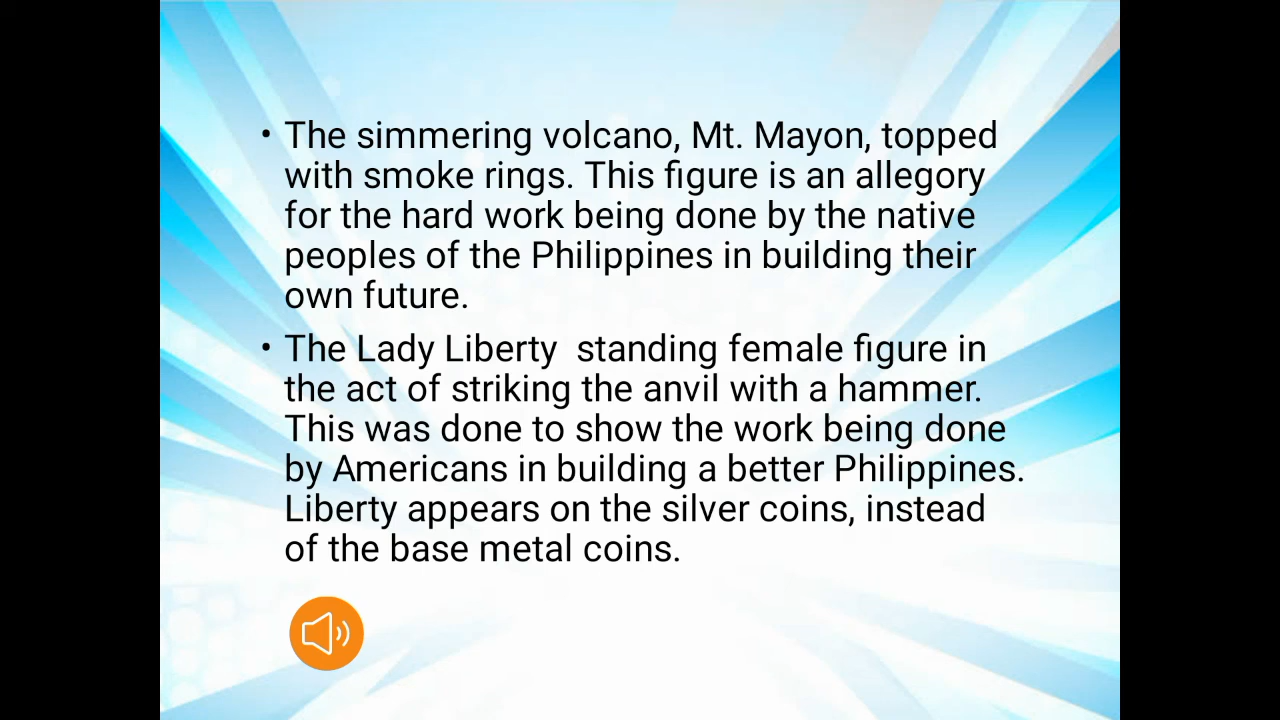 • The simmering volcano, Mt. Mayon, topped
with smoke rings. This figure is an allegory
for the hard work being done by the native
peoples of the Philippines in building their
own future.
• The Lady Liberty  standing female figure in
the act of striking the anvil with a hammer.
This was done to show the work being done
by Americans in building a better Philippines.
Liberty appears on the silver coins, instead
of the base metal coins.